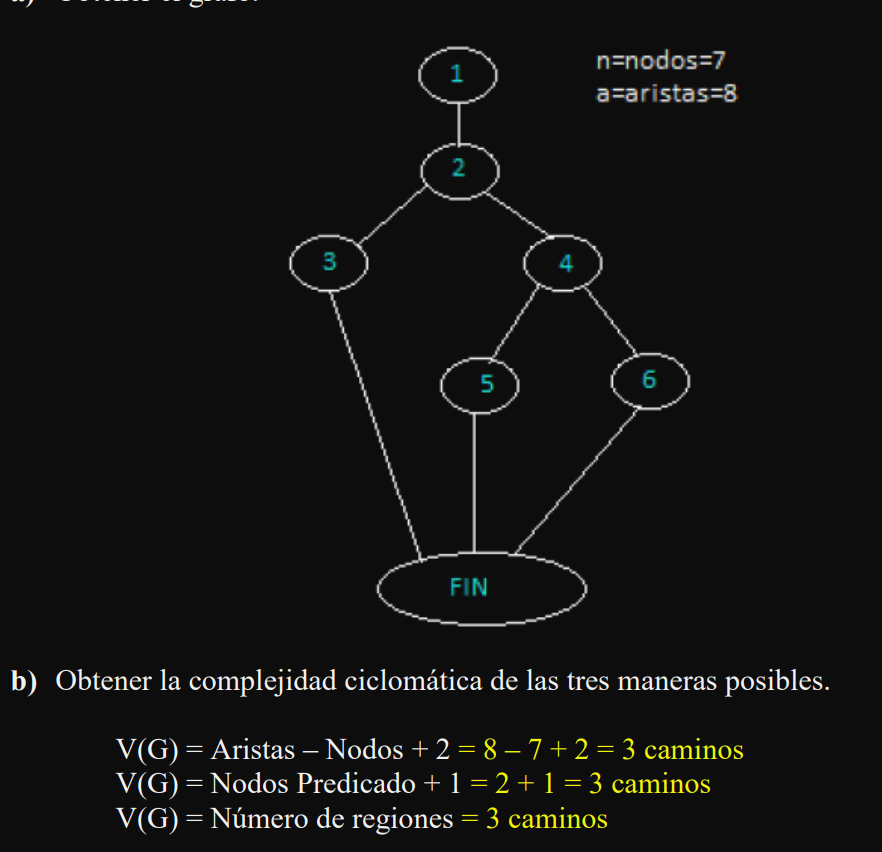 1
n=nodos=7
a=aristas=8
2
3
4
5
6
FIN
b) Obtener la complejidad ciclomática de las tres maneras posibles.
V(G) = Aristas – Nodos + 2 = 8 – 7 + 2 = 3 caminos
V(G) = Nodos Predicado + 1 = 2 + 1 = 3 caminos
V(G) = Número de regiones = 3 caminos